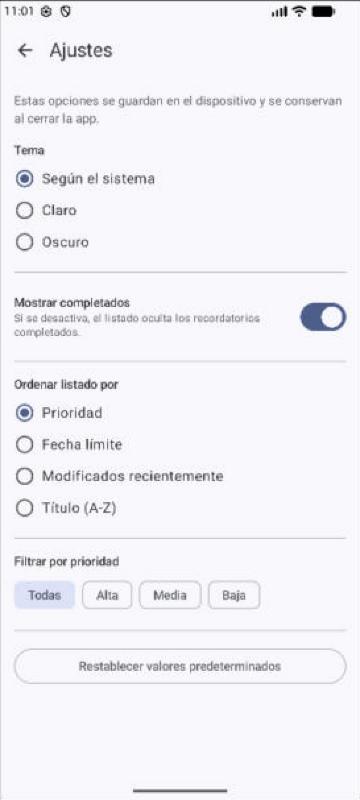 11:01
Ajustes
Estas opciones se guardan en el dispositivo y se conservan
al cerrar la app.
Tema
Según el sistema
Claro
Oscuro
Mostrar completados
Si se desactiva, el listado oculta los recordatorios
completados.
Ordenar listado por
Prioridad
Fecha límite
Modificados recientemente
Título (A-Z)
Filtrar por prioridad
Todas Alta Media Baja
Restablecer valores predeterminados